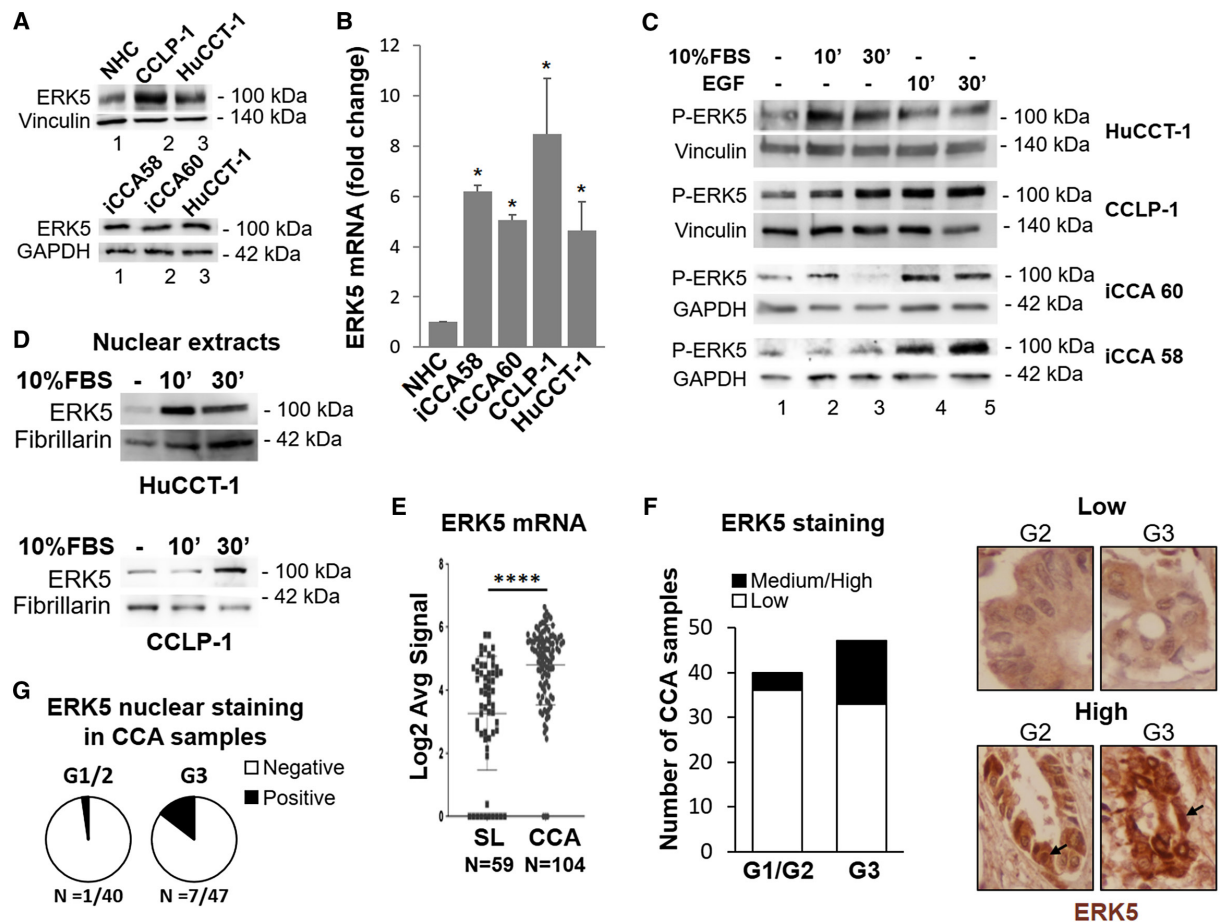 A
NHC
CCLP-1
HuCCT-1
ERK5
- 100 kDa
Vinculin
- 140 kDa
1 2 3
iCCA58
iCCA60
HuCCT-1
ERK5
- 100 kDa
GAPDH
- 42 kDa
1 2 3
B
ERK5 mRNA (fold change)
12
10
8
6
4
2
0
*
*
*
*
NHC
iCCA58
iCCA60
CCLP-1
HuCCT-1
C
10%FBS - 10’ 30’ - -
EGF - - - 10’ 30’
P-ERK5
- 100 kDa
Vinculin
- 140 kDa
HuCCT-1
P-ERK5
- 100 kDa
Vinculin
- 140 kDa
CCLP-1
P-ERK5
- 100 kDa
GAPDH
- 42 kDa
iCCA 60
P-ERK5
- 100 kDa
GAPDH
- 42 kDa
iCCA 58
1 2 3 4 5
D
Nuclear extracts
10%FBS - 10’ 30’
ERK5
- 100 kDa
Fibrillarin
- 42 kDa
HuCCT-1
10%FBS - 10’ 30’
ERK5
- 100 kDa
Fibrillarin
- 42 kDa
CCLP-1
E
ERK5 mRNA
Log2 Avg Signal
8
6
4
2
0
****
SL CCA
N=59 N=104
F
ERK5 staining
Medium/High
Low
Number of CCA samples
50
40
30
20
10
0
G1/G2 G3
Low
G2 G3
High
G2 G3
ERK5
G
ERK5 nuclear staining
in CCA samples
G1/2 G3
Negative
Positive
N =1/40 N =7/47